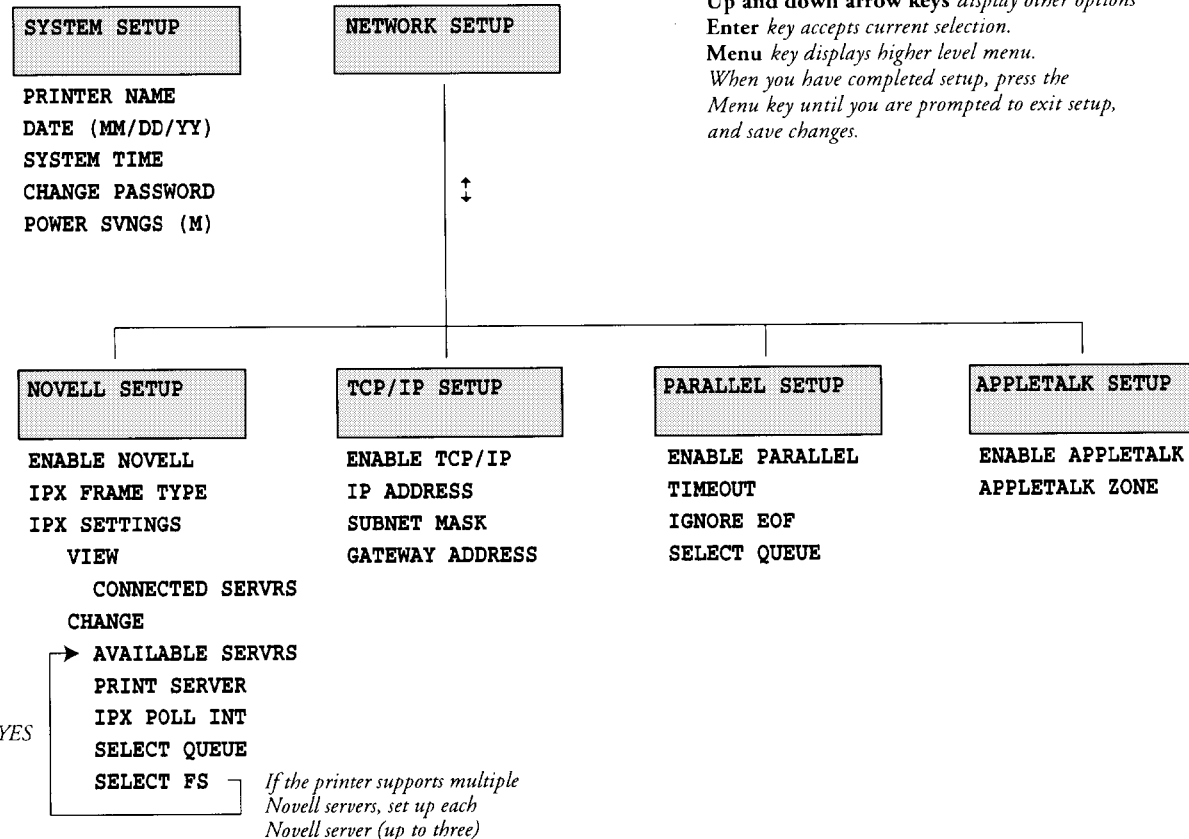 SYSTEM SETUP
PRINTER NAME
DATE (MM/DD/YY)
SYSTEM TIME
CHANGE PASSWORD
POWER SVNGS (M)
NETWORK SETUP
Up and down arrow keys display other options
Enter key accepts current selection.
Menu key displays higher level menu.
When you have completed setup, press the
Menu key until you are prompted to exit setup,
and save changes.
NOVELL SETUP
ENABLE NOVELL
IPX FRAME TYPE
IPX SETTINGS
VIEW
CONNECTED SERVRS
CHANGE
AVAILABLE SERVRS
PRINT SERVER
IPX POLL INT
SELECT QUEUE
SELECT FS
YES
If the printer supports multiple
Novell servers, set up each
Novell server (up to three)
TCP/IP SETUP
ENABLE TCP/IP
IP ADDRESS
SUBNET MASK
GATEWAY ADDRESS
PARALLEL SETUP
ENABLE PARALLEL
TIMEOUT
IGNORE EOF
SELECT QUEUE
APPLETALK SETUP
ENABLE APPLETALK
APPLETALK ZONE